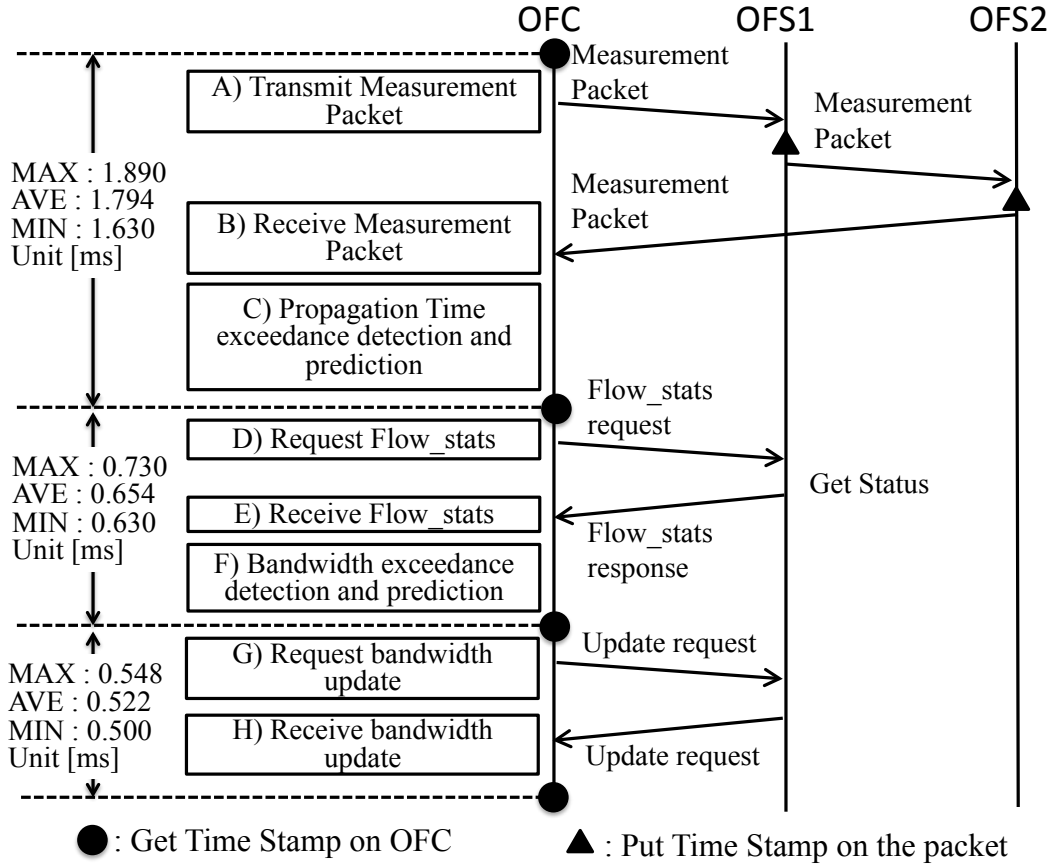 OFC
OFS1
OFS2
Measurement
Packet
A) Transmit Measurement
Packet
Measurement
Packet
MAX : 1.890
AVE : 1.794
MIN : 1.630
Unit [ms]
Measurement
Packet
B) Receive Measurement
Packet
C) Propagation Time
exceedance detection and
prediction
Flow_stats
request
D) Request Flow_stats
MAX : 0.730
AVE : 0.654
MIN : 0.630
Unit [ms]
Get Status
E) Receive Flow_stats
Flow_stats
response
F) Bandwidth exceedance
detection and prediction
Update request
G) Request bandwidth
update
MAX : 0.548
AVE : 0.522
MIN : 0.500
Unit [ms]
H) Receive bandwidth
update
Update request
: Get Time Stamp on OFC
: Put Time Stamp on the packet